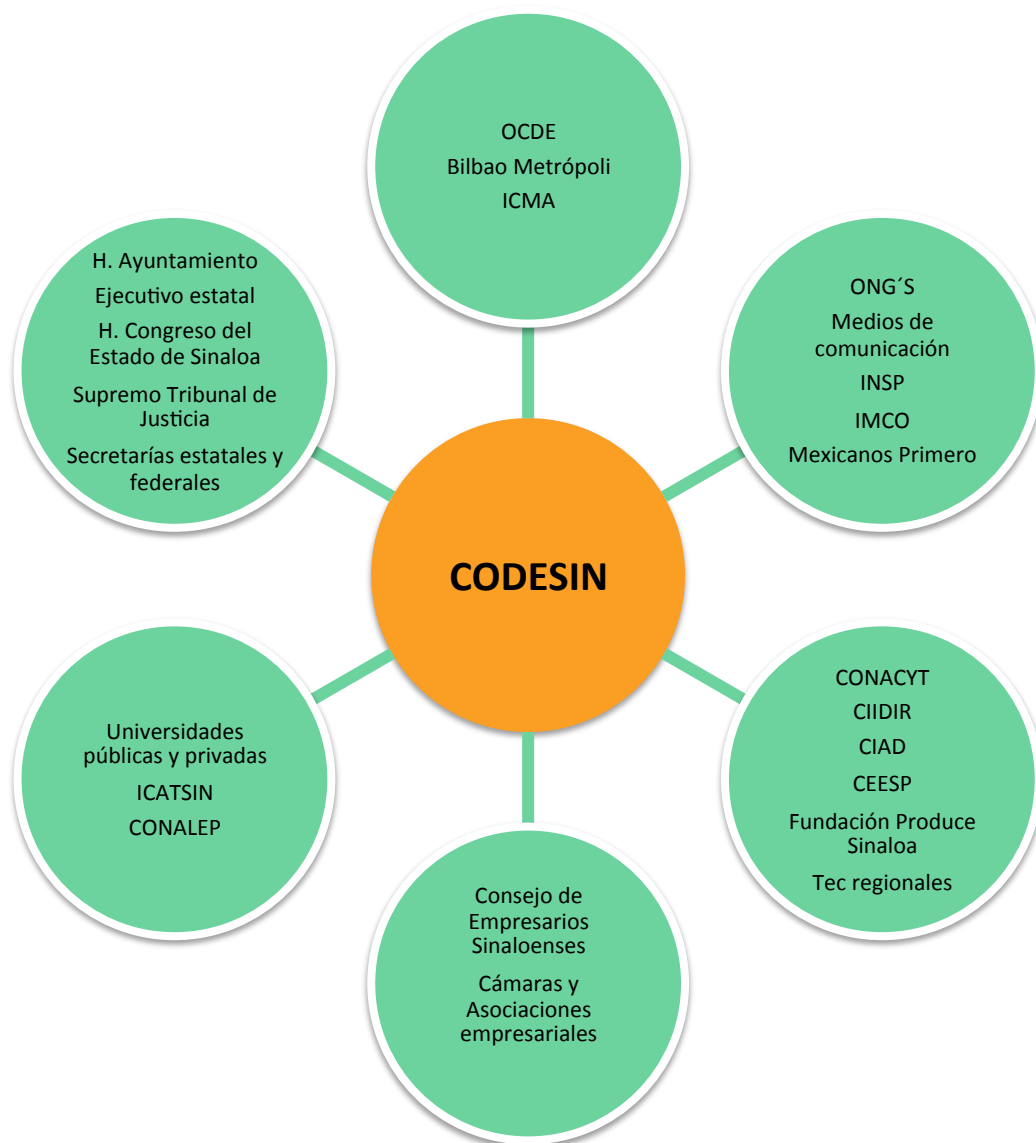 OCDE
Bilbao Metrópoli
ICMA
H. Ayuntamiento
Ejecutivo estatal
H. Congreso del
Estado de Sinaloa
Supremo Tribunal de
Justicia
Secretarías estatales y
federales
ONG´S
Medios de
comunicación
INSP
IMCO
Mexicanos Primero
CODESIN
Universidades
públicas y privadas
ICATSIN
CONALEP
CONACYT
CIIDIR
CIAD
CEESP
Fundación Produce
Sinaloa
Tec regionales
Consejo de
Empresarios
Sinaloenses
Cámaras y
Asociaciones
empresariales